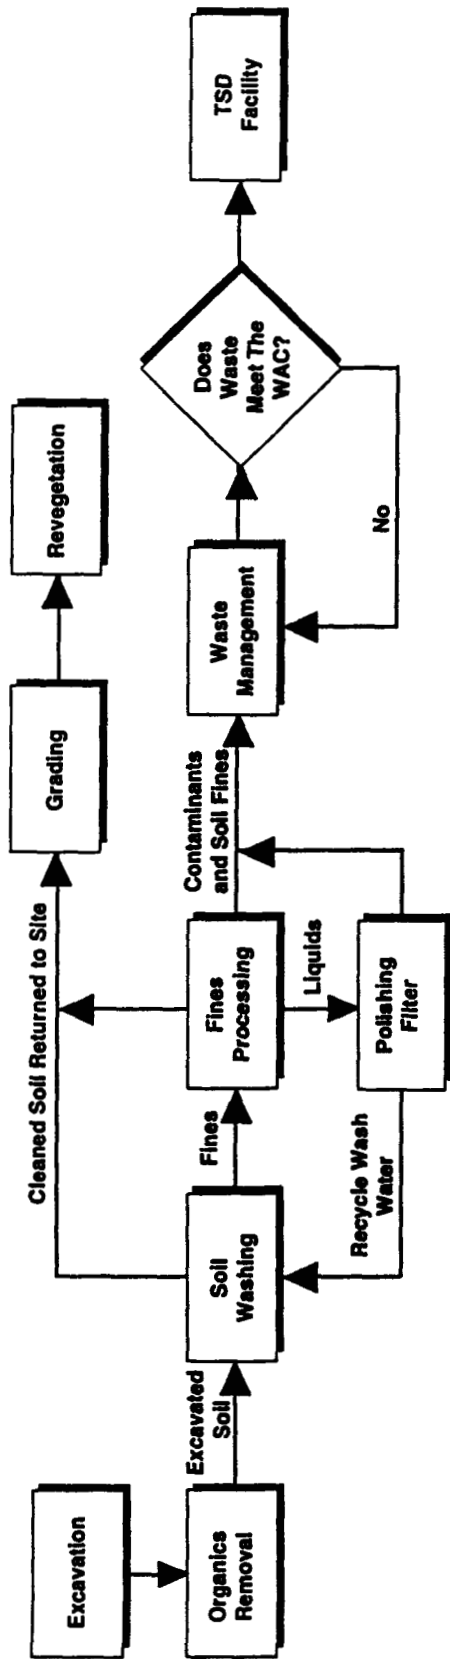 Excavation
Organics
Removal
Excavated
Soil
Soil
Washing
Cleaned Soil Returned to Site
Fines
Fines
Processing
Liquids
Polishing
Filter
Recycle Wash
Water
Contaminants
and Soil Fines
Grading
Revegetation
Waste
Management
Does
Waste
Meet The
WAC?
No
TSD
Facility